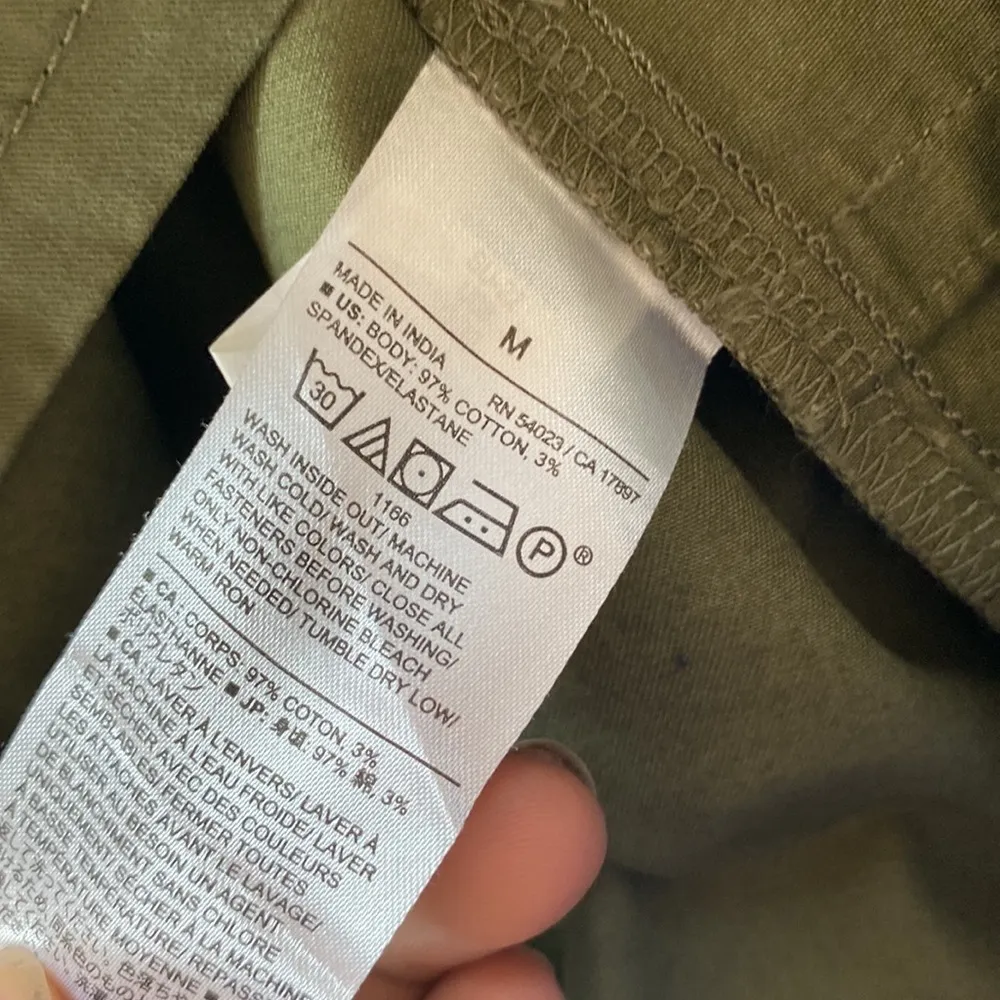 M
MADE IN INDIA RN 54023 / CA 17897
■ US: BODY: 97% COTTON, 3%
SPANDEX/ELASTANE
30 P ®
1166
WASH INSIDE OUT/ MACHINE
WASH COLD/ WASH AND DRY
WITH LIKE COLORS/ CLOSE ALL
FASTENERS BEFORE WASHING/
ONLY NON-CHLORINE BLEACH
WHEN NEEDED/ TUMBLE DRY LOW/
WARM IRON
■ CA : CORPS: 97% COTON, 3%
ÉLASTHANNE ■ JP: 身頃: 97% 綿, 3%
ポリウレタン
■ CA: LAVER À L'ENVERS/ LAVER À
LA MACHINE À L'EAU FROIDE/ LAVER
ET SÉCHER AVEC DES COULEURS
SEMBLABLES/ FERMER TOUTES
LES ATTACHES AVANT LE LAVAGE/
UTILISER AU BESOIN UN AGENT
DE BLANCHIMENT SANS CHLORE
UNIQUEMENT/ SÉCHER À LA MACHINE
À BASSE TEMPÉRATURE/ REPASSER
TEMPÉRATURE MOYENNE